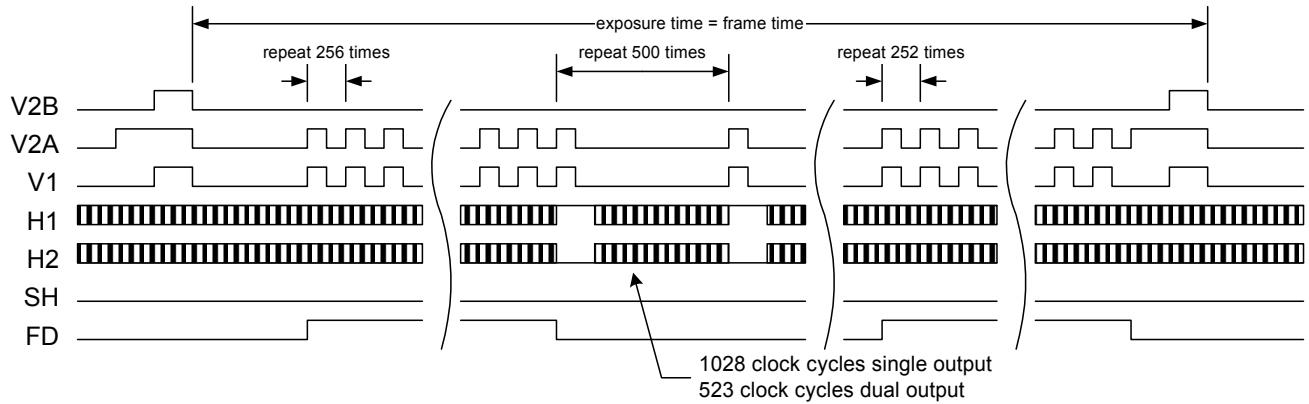 exposure time = frame time
repeat 256 times
repeat 500 times
repeat 252 times
V2B
V2A
V1
H1
H2
SH
FD
1028 clock cycles single output
523 clock cycles dual output